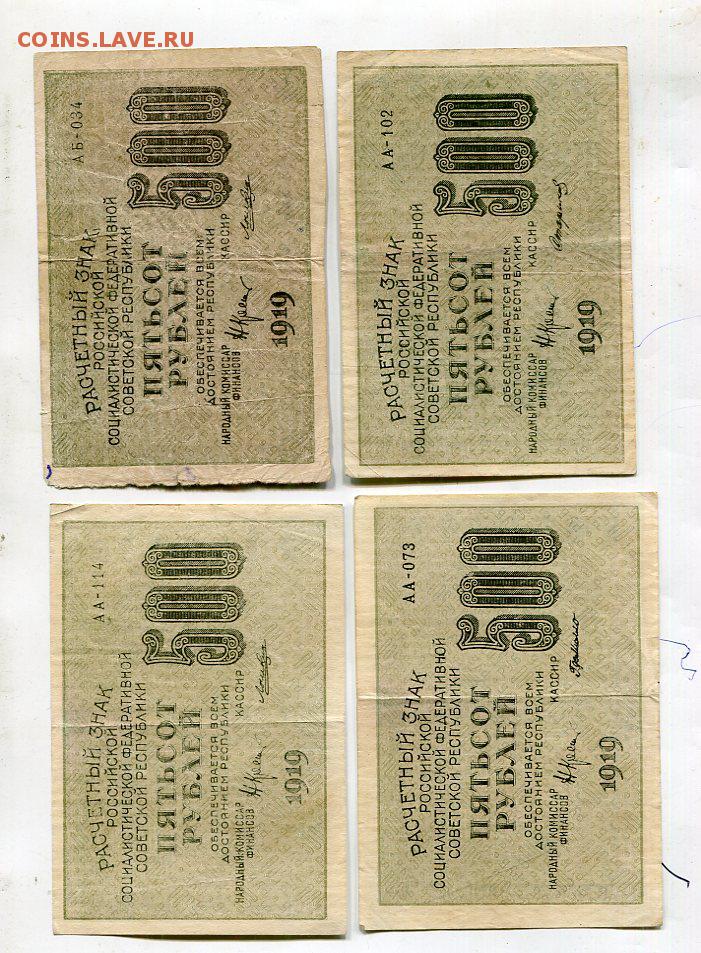 COINS.LAVE.RU
АБ-034
РАСЧЕТНЫЙ ЗНАК
РОССИЙСКОЙ
СОЦИАЛИСТИЧЕСКОЙ ФЕДЕРАТИВНОЙ
СОВЕТСКОЙ РЕСПУБЛИКИ
ПЯТЬСОТ
РУБЛЕЙ
500
ОБЕСПЕЧИВАЕТСЯ ВСЕМ
ДОСТОЯНИЕМ РЕСПУБЛИКИ
НАРОДНЫЙ КОМИССАР
ФИНАНСОВ
КАССИР
1919
АА-102
РАСЧЕТНЫЙ ЗНАК
РОССИЙСКОЙ
СОЦИАЛИСТИЧЕСКОЙ ФЕДЕРАТИВНОЙ
СОВЕТСКОЙ РЕСПУБЛИКИ
ПЯТЬСОТ
РУБЛЕЙ
500
ОБЕСПЕЧИВАЕТСЯ ВСЕМ
ДОСТОЯНИЕМ РЕСПУБЛИКИ
НАРОДНЫЙ КОМИССАР
ФИНАНСОВ
КАССИР
1919
АА-114
РАСЧЕТНЫЙ ЗНАК
РОССИЙСКОЙ
СОЦИАЛИСТИЧЕСКОЙ ФЕДЕРАТИВНОЙ
СОВЕТСКОЙ РЕСПУБЛИКИ
ПЯТЬСОТ
РУБЛЕЙ
500
ОБЕСПЕЧИВАЕТСЯ ВСЕМ
ДОСТОЯНИЕМ РЕСПУБЛИКИ
НАРОДНЫЙ КОМИССАР
ФИНАНСОВ
КАССИР
1919
АА-073
РАСЧЕТНЫЙ ЗНАК
РОССИЙСКОЙ
СОЦИАЛИСТИЧЕСКОЙ ФЕДЕРАТИВНОЙ
СОВЕТСКОЙ РЕСПУБЛИКИ
ПЯТЬСОТ
РУБЛЕЙ
500
ОБЕСПЕЧИВАЕТСЯ ВСЕМ
ДОСТОЯНИЕМ РЕСПУБЛИКИ
НАРОДНЫЙ КОМИССАР
ФИНАНСОВ
КАССИР
1919